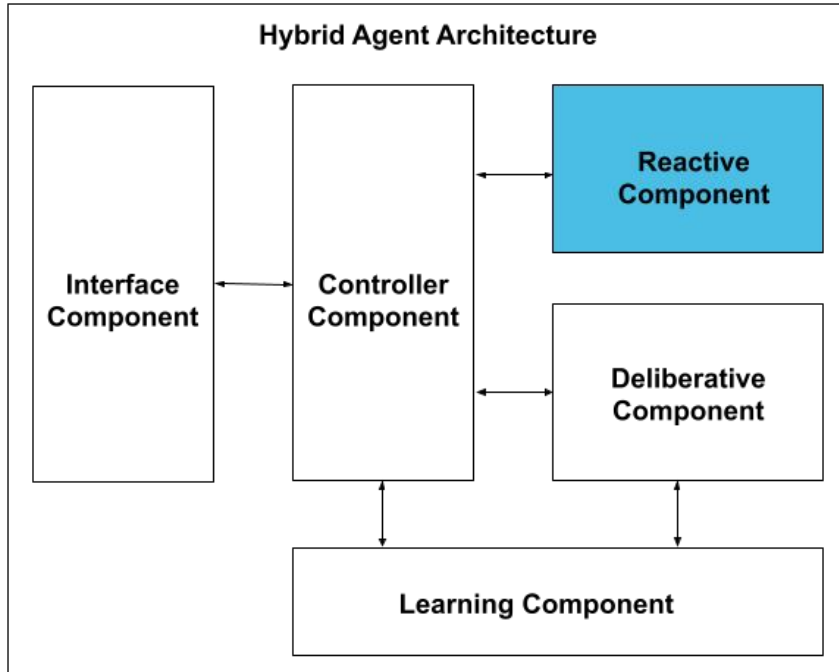 Hybrid Agent Architecture
Interface
Component
Controller
Component
Reactive
Component
Deliberative
Component
Learning Component